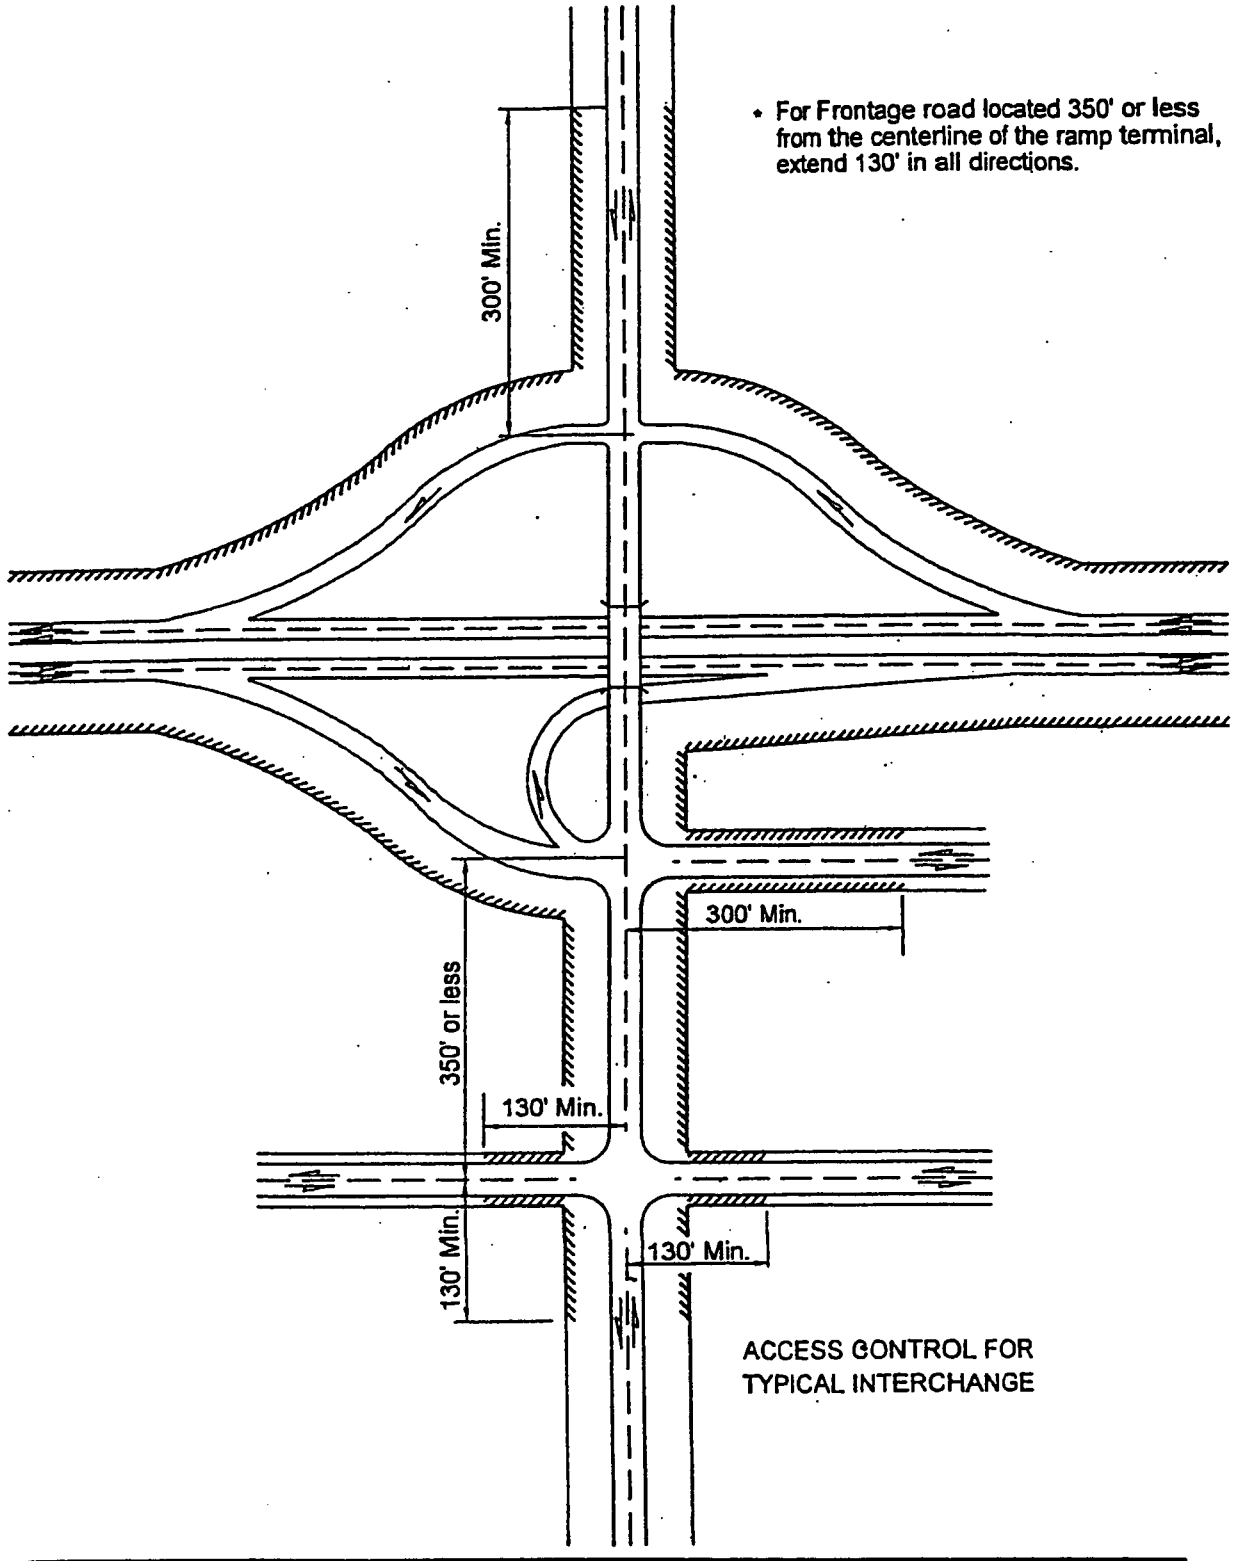 * For Frontage road located 350' or less
from the centerline of the ramp terminal,
extend 130' in all directions.
300' Min.
300' Min.
350' or less
130' Min.
130' Min.
130' Min.
ACCESS CONTROL FOR
TYPICAL INTERCHANGE